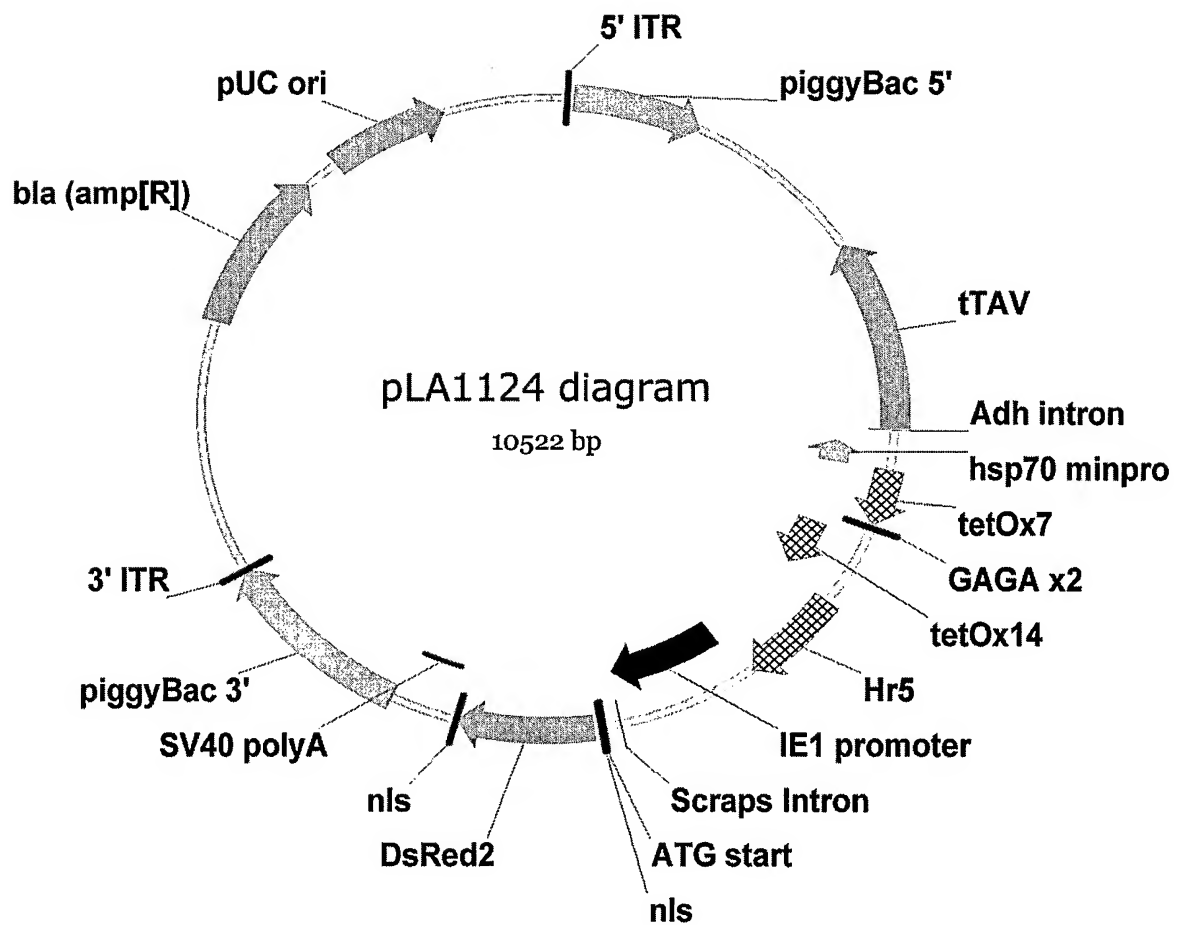 5' ITR
pUC ori
piggyBac 5'
bla (amp[R])
tTAV
pLA1124 diagram
10522 bp
Adh intron
hsp70 minpro
tetOx7
GAGA x2
3' ITR
tetOx14
piggyBac 3'
Hr5
SV40 polyA
IE1 promoter
nls
Scraps Intron
DsRed2
ATG start
nls